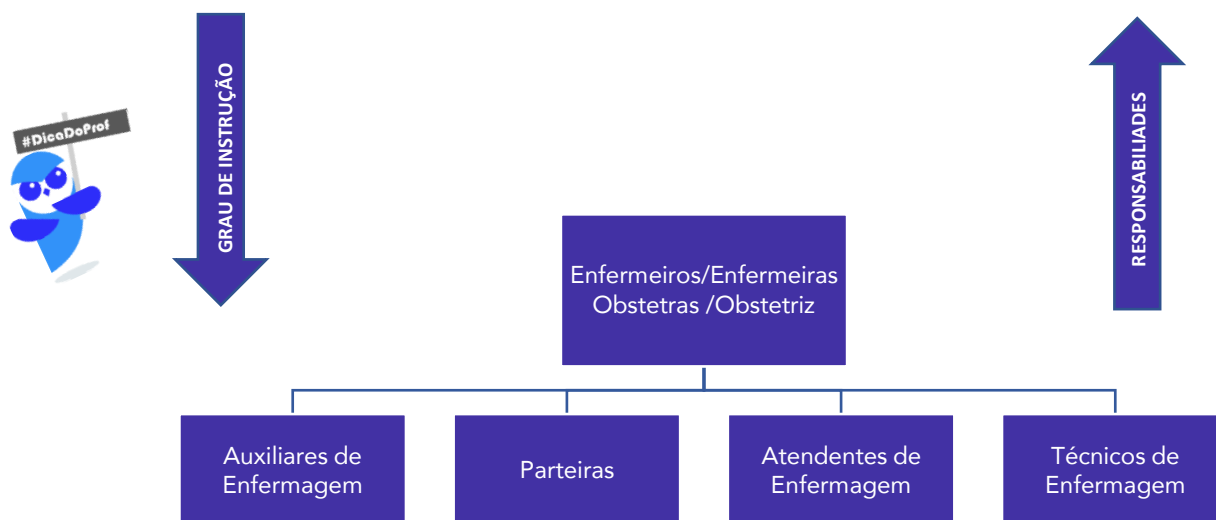 #DicaDoProf
GRAU DE INSTRUÇÃO
RESPONSABILIADES
Enfermeiros/Enfermeiras
Obstetras /Obstetriz
Auxiliares de
Enfermagem
Parteiras
Atendentes de
Enfermagem
Técnicos de
Enfermagem